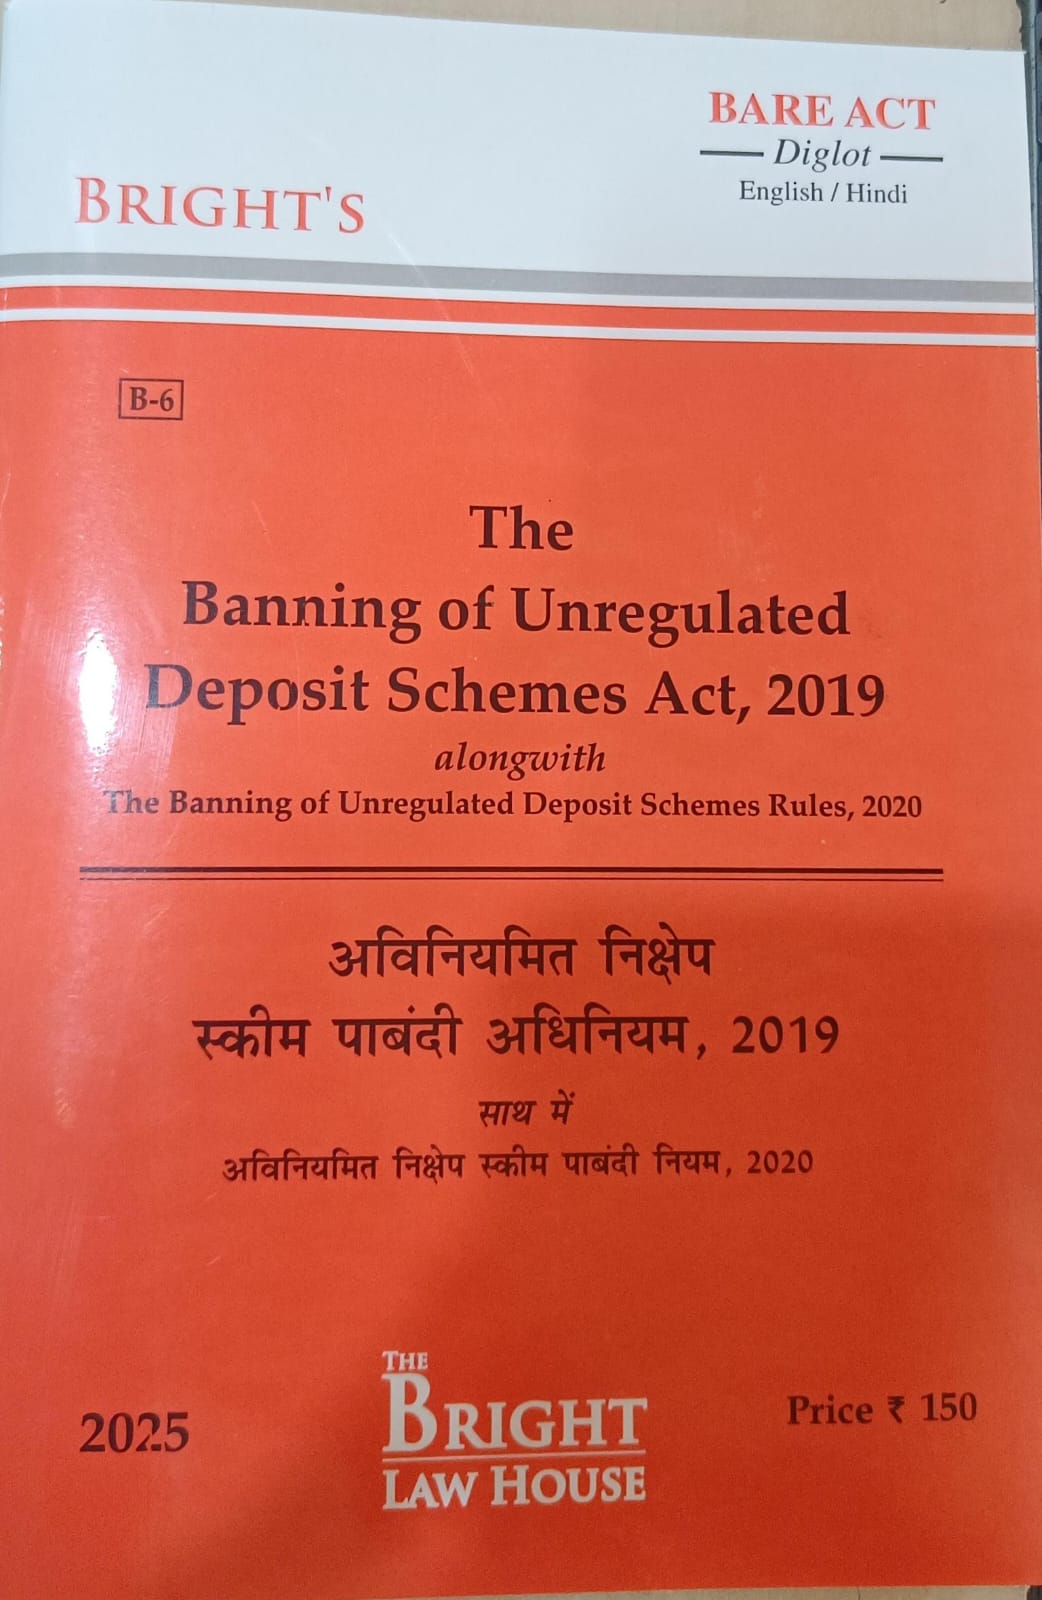 BARE ACT
Diglot
English / Hindi
BRIGHT'S
B-6
The
Banning of Unregulated
Deposit Schemes Act, 2019
alongwith
The Banning of Unregulated Deposit Schemes Rules, 2020
अविनियमित निक्षेप
स्कीम पाबंदी अधिनियम, 2019
साथ में
अविनियमित निक्षेप स्कीम पाबंदी नियम, 2020
THE
BRIGHT
LAW HOUSE
2025
Price ₹ 150